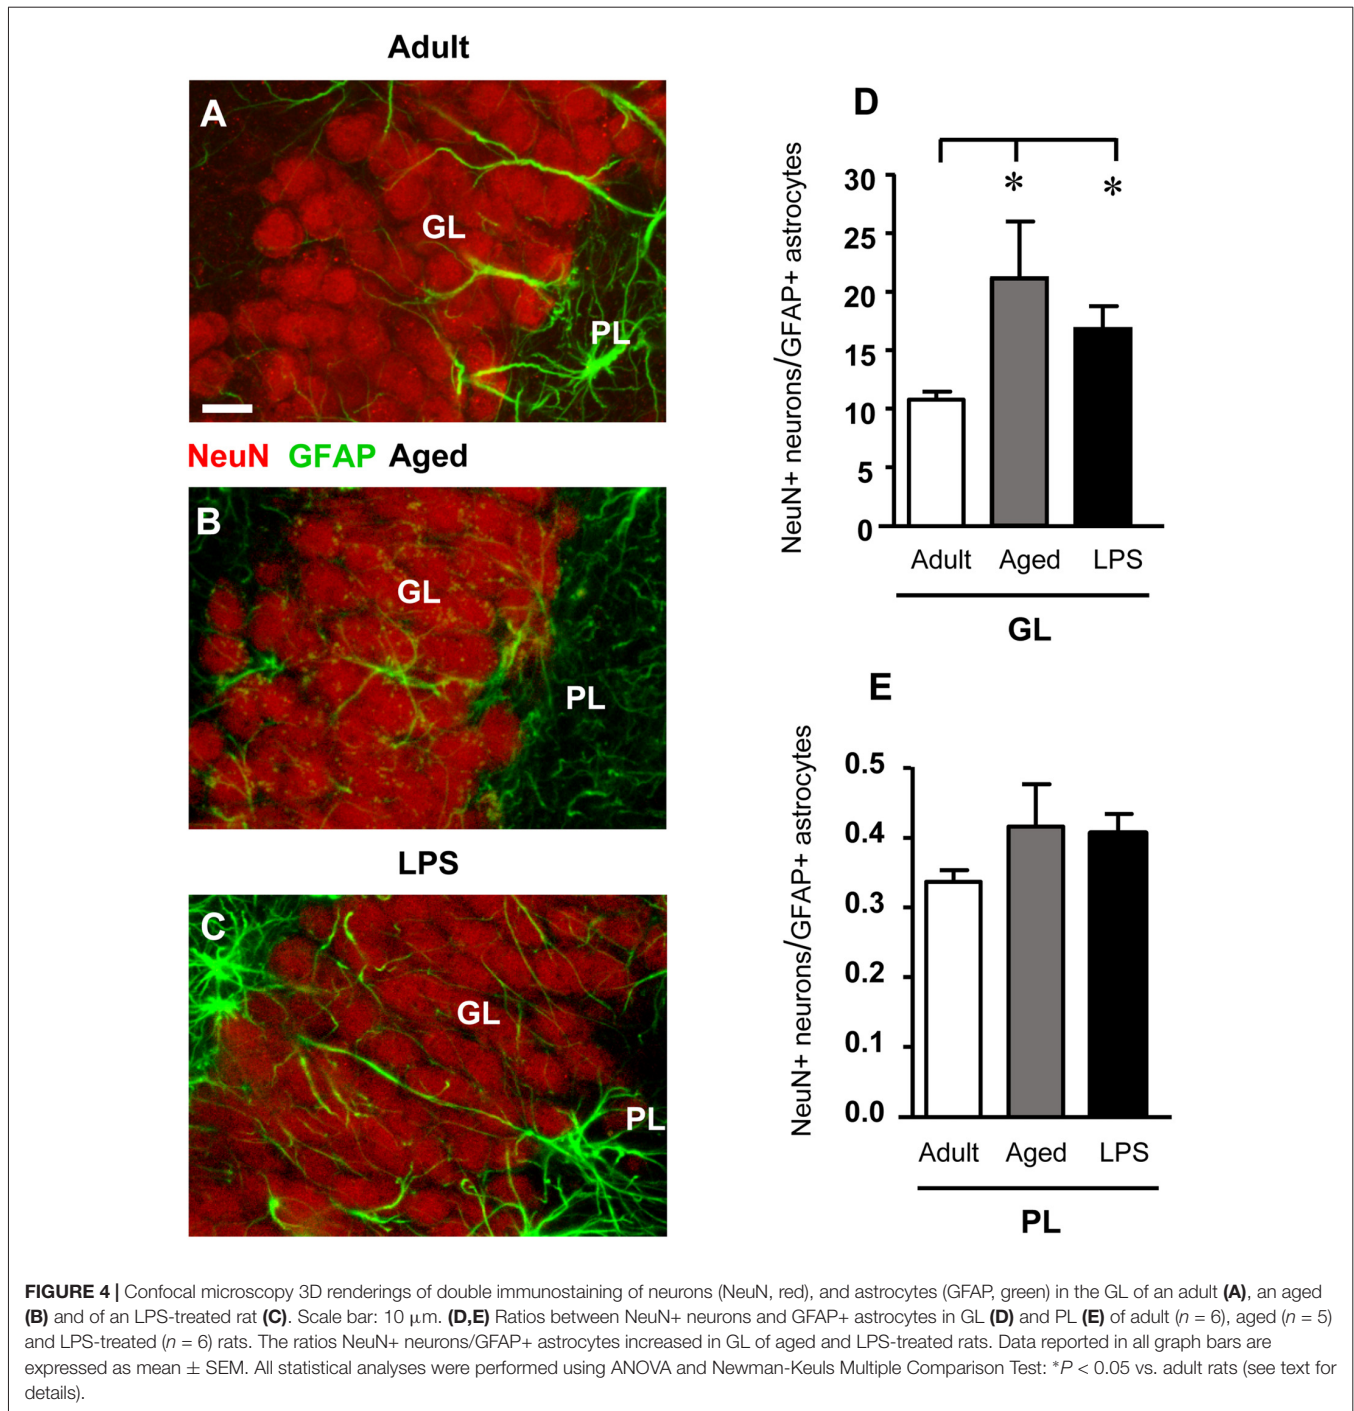 Adult
A
GL
PL
NeuN GFAP Aged
B
GL
PL
LPS
C
GL
PL
D
NeuN+ neurons/GFAP+ astrocytes
30
25
20
15
10
5
0
* *
Adult Aged LPS
GL
E
NeuN+ neurons/GFAP+ astrocytes
0.5
0.4
0.3
0.2
0.1
0.0
Adult Aged LPS
PL
FIGURE 4 | Confocal microscopy 3D renderings of double immunostaining of neurons (NeuN, red), and astrocytes (GFAP, green) in the GL of an adult (A), an aged
(B) and of an LPS-treated rat (C). Scale bar: 10 μm. (D,E) Ratios between NeuN+ neurons and GFAP+ astrocytes in GL (D) and PL (E) of adult (n = 6), aged (n = 5)
and LPS-treated (n = 6) rats. The ratios NeuN+ neurons/GFAP+ astrocytes increased in GL of aged and LPS-treated rats. Data reported in all graph bars are
expressed as mean ± SEM. All statistical analyses were performed using ANOVA and Newman-Keuls Multiple Comparison Test: *P < 0.05 vs. adult rats (see text for
details).